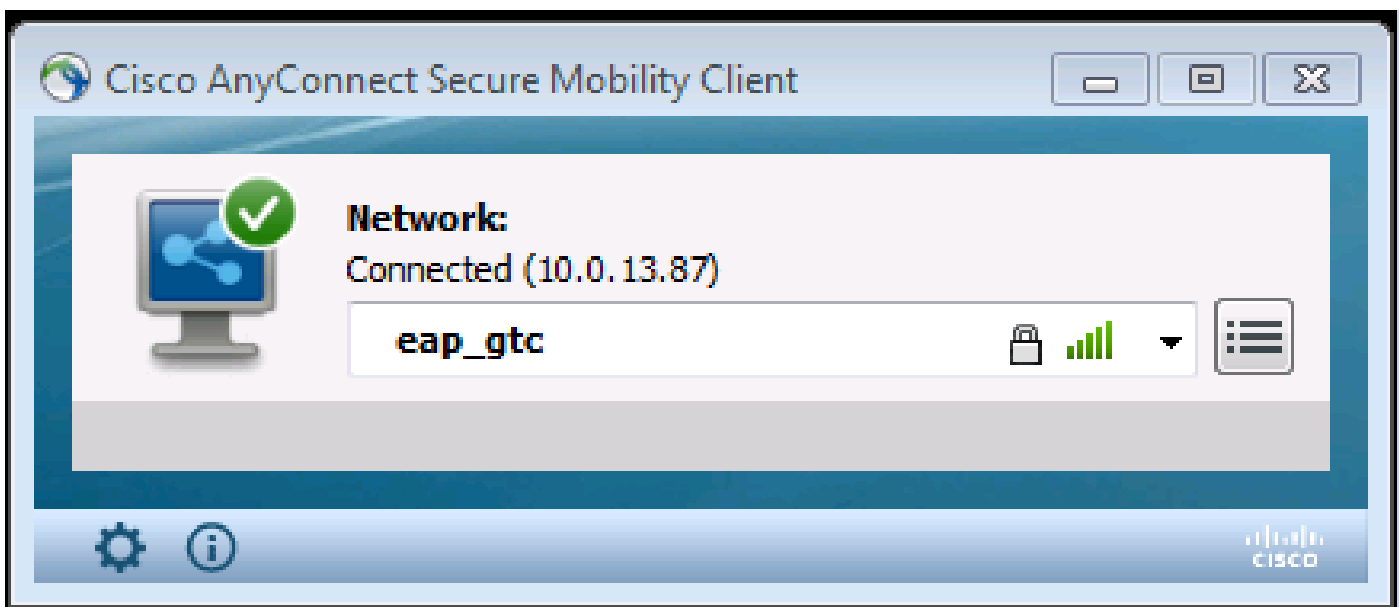 Cisco AnyConnect Secure Mobility Client
Network:
Connected (10.0.13.87)
eap_gtc
CISCO